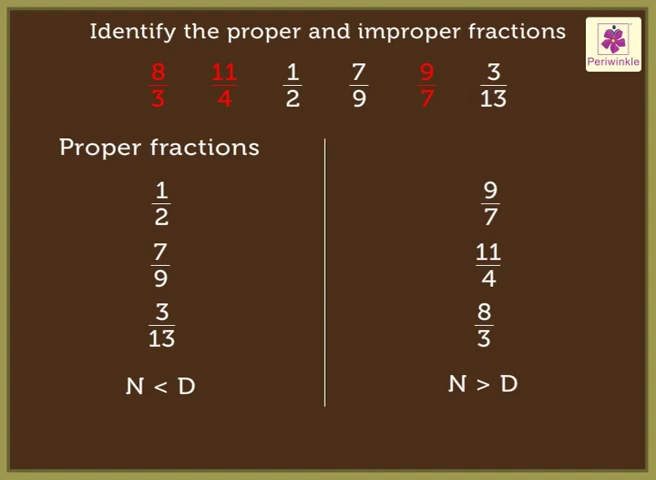 Identify the proper and improper fractions
Periwinkle
8/3 11/4 1/2 7/9 9/7 3/13
Proper fractions
1/2 9/7
7/9 11/4
3/13 8/3
N < D N > D